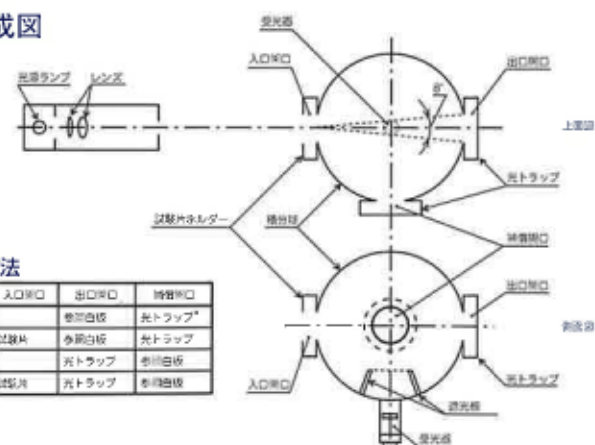 成図
受光器
入口開口
出口開口
光源ランプ
レンズ
8°
上面図
光トラップ
試験片ホルダー
積分球
補償開口
法
入口開口 出口開口 補償開口
参照白板 光トラップ*
試験片 参照白板 光トラップ
光トラップ 参照白板
試験片 光トラップ 参照白板
出口開口
側面図
光トラップ
入口開口
遮光板
受光器